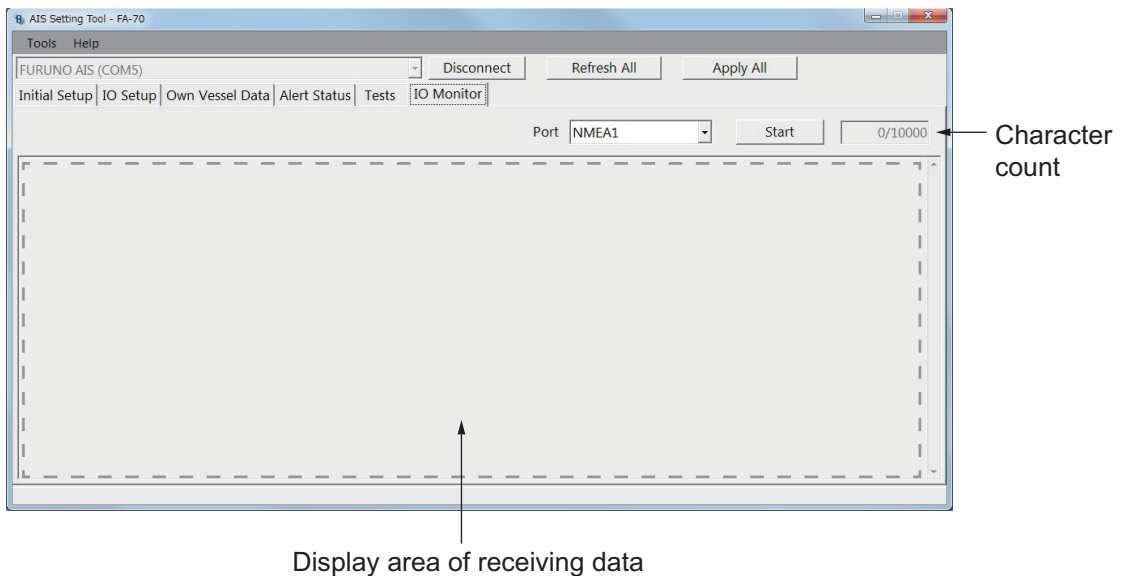 AIS Setting Tool - FA-70
Tools Help
FURUNO AIS (COM5) Disconnect Refresh All Apply All
Initial Setup IO Setup Own Vessel Data Alert Status Tests IO Monitor
Port NMEA1 Start 0/10000
Character
count
Display area of receiving data